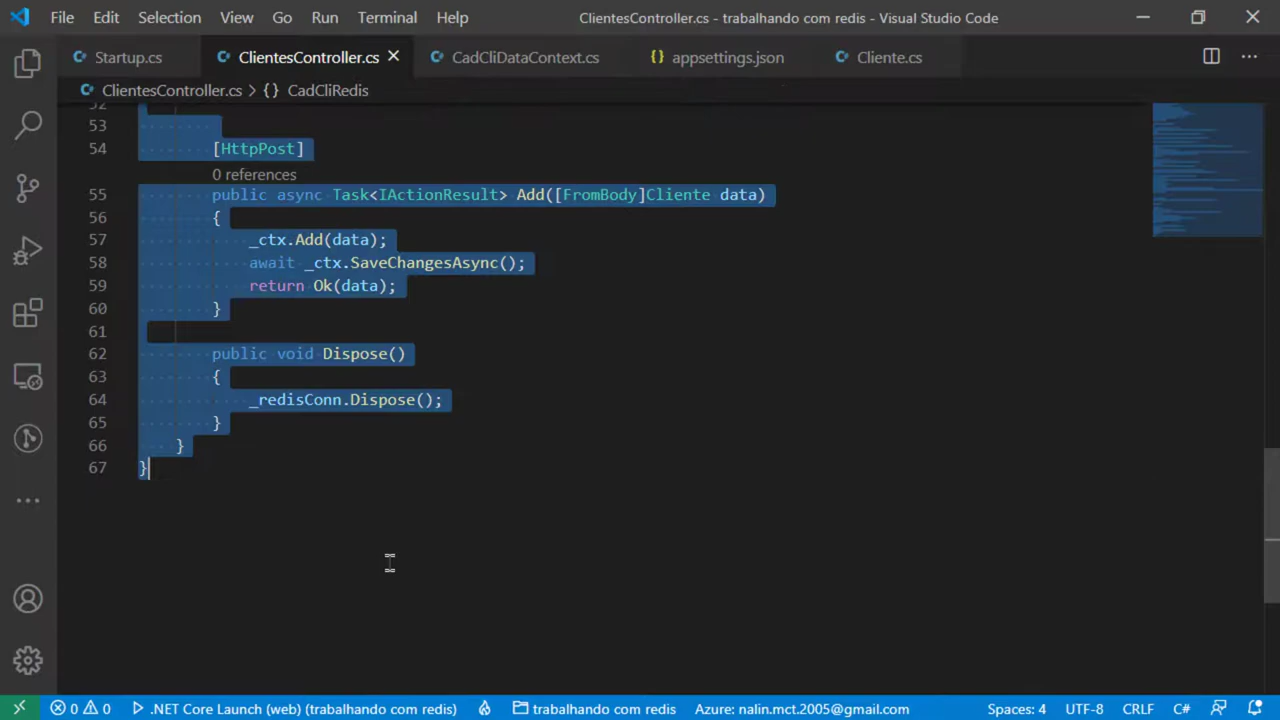 File Edit Selection View Go Run Terminal Help ClientesController.cs - trabalhando com redis - Visual Studio Code
Startup.cs ClientesController.cs CadCliDataContext.cs {} appsettings.json Cliente.cs
ClientesController.cs > {} CadCliRedis
52
53
54 [HttpPost]
0 references
55 public async Task<IActionResult> Add([FromBody]Cliente data)
56 {
57 _ctx.Add(data);
58 await _ctx.SaveChangesAsync();
59 return Ok(data);
60 }
61
62 public void Dispose()
63 {
64 _redisConn.Dispose();
65 }
66 }
67 }
0 0 .NET Core Launch (web) (trabalhando com redis) trabalhando com redis Azure: nalin.mct.2005@gmail.com Spaces: 4 UTF-8 CRLF C#